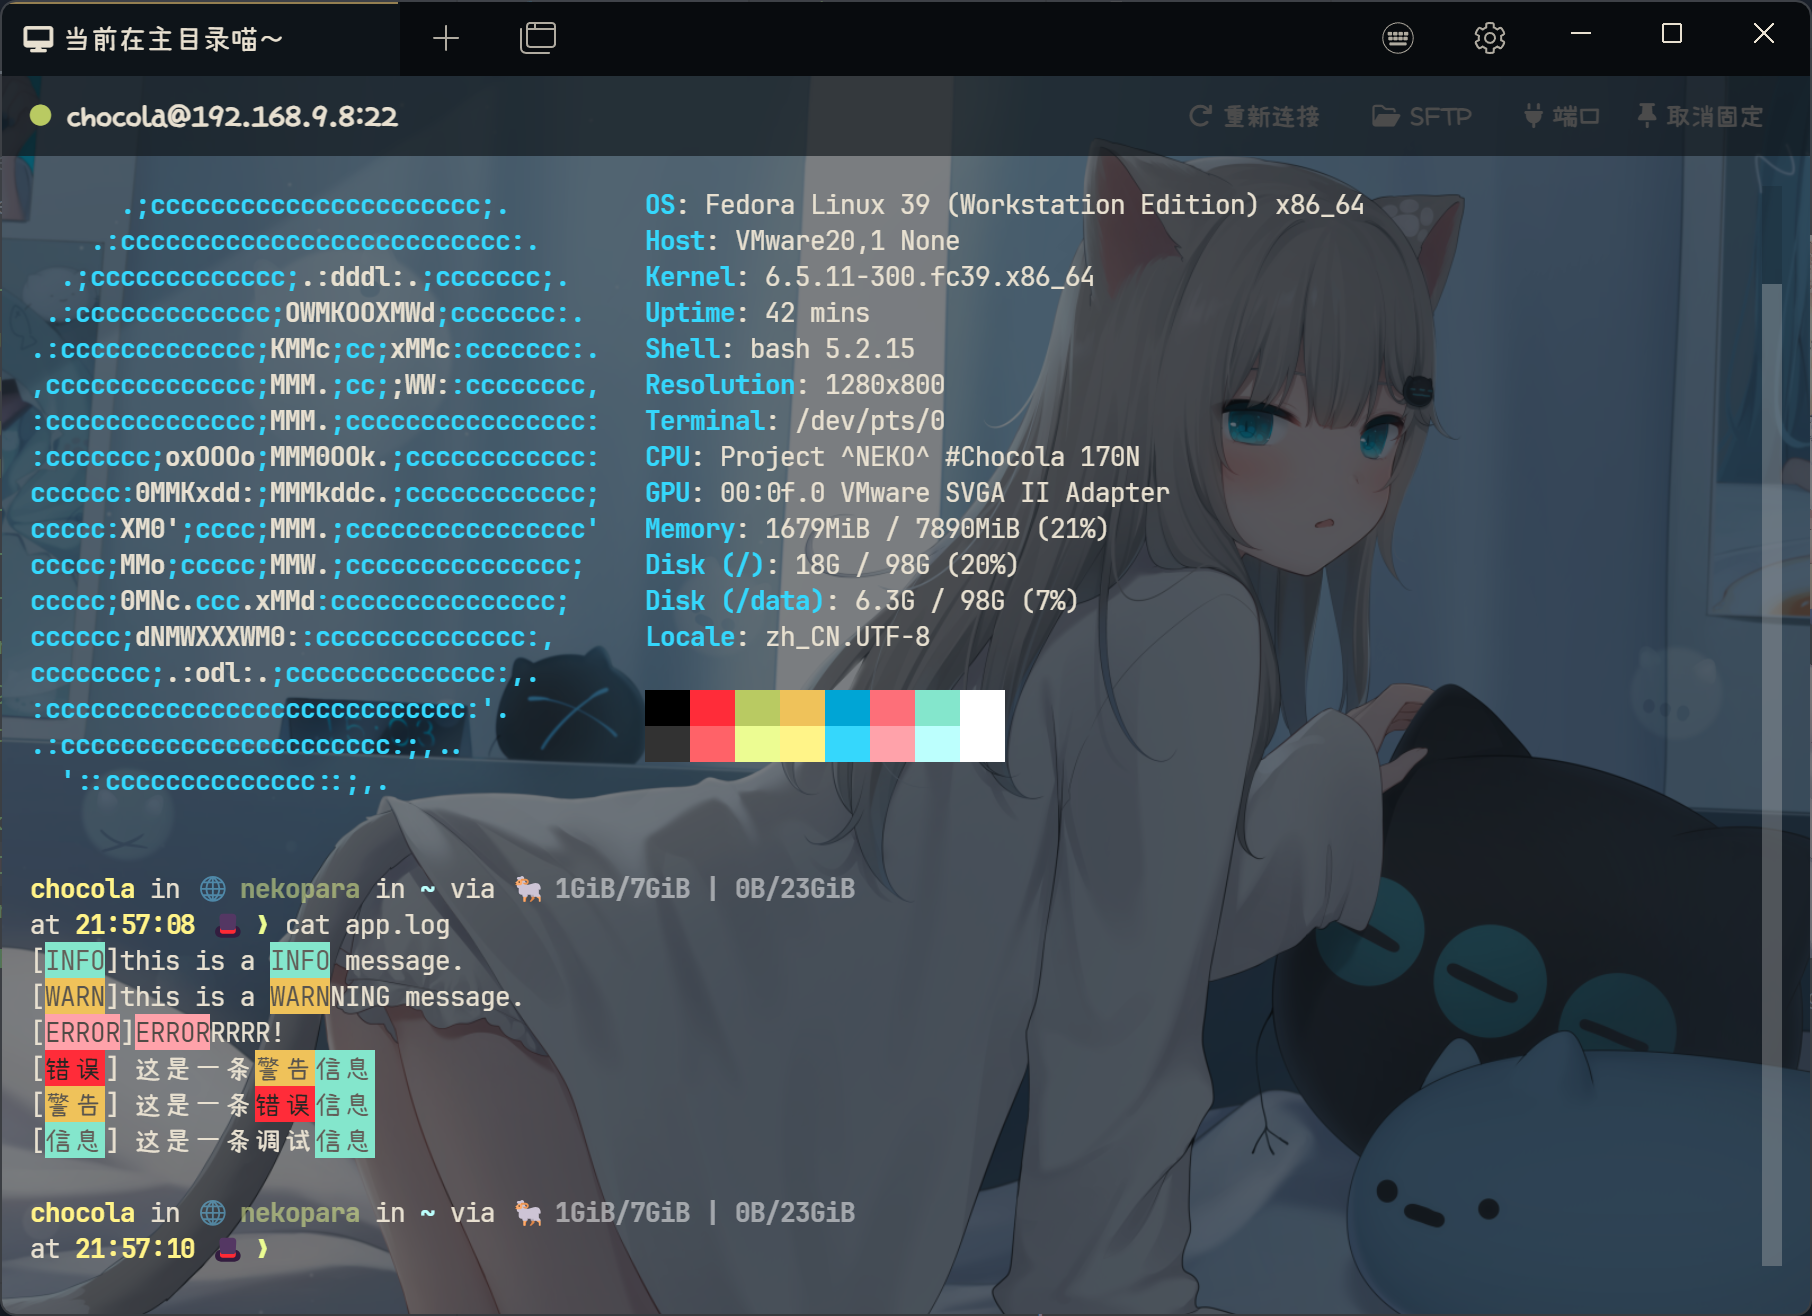 当前在主目录喵～
chocola@192.168.9.8:22
重新连接 SFTP 端口 取消固定
.;cccccccccccccccccccccc;. OS: Fedora Linux 39 (Workstation Edition) x86_64
.:cccccccccccccccccccccccccc:. Host: VMware20,1 None
.;ccccccccccccc;.:dddl:.;ccccccc;. Kernel: 6.5.11-300.fc39.x86_64
.:ccccccccccccc;OWMKOOXMWd;ccccccc:. Uptime: 42 mins
.:ccccccccccccc;KMMc;cc;xMMc:ccccccc:. Shell: bash 5.2.15
,cccccccccccccc;MMM.;cc;;WW::cccccccc, Resolution: 1280x800
:cccccccccccccc;MMM.;cccccccccccccccc: Terminal: /dev/pts/0
:ccccccc;oxOOOo;MMM0OOk.;cccccccccccc: CPU: Project ^NEKO^ #Chocola 170N
cccccc:0MMKxdd:;MMMkddc.;cccccccccccc; GPU: 00:0f.0 VMware SVGA II Adapter
ccccc:XM0';cccc;MMM.;cccccccccccccccc' Memory: 1679MiB / 7890MiB (21%)
ccccc;MMo;ccccc;MMW.;ccccccccccccccc; Disk (/): 18G / 98G (20%)
ccccc;0MNc.ccc.xMMd:ccccccccccccccc; Disk (/data): 6.3G / 98G (7%)
cccccc;dNMWXXXWM0::cccccccccccccc:, Locale: zh_CN.UTF-8
cccccccc;.:odl:.;cccccccccccccc:,.
:cccccccccccccccccccccccccccc:'.
.:cccccccccccccccccccccc:;,..
'::cccccccccccccc::;,.
chocola in 🌐 nekopara in ~ via 🐏 1GiB/7GiB | 0B/23GiB
at 21:57:08 🎩 ❱ cat app.log
[INFO]this is a INFO message.
[WARN]this is a WARNNING message.
[ERROR]ERRORRRRR!
[错误] 这是一条警告信息
[警告] 这是一条错误信息
[信息] 这是一条调试信息
chocola in 🌐 nekopara in ~ via 🐏 1GiB/7GiB | 0B/23GiB
at 21:57:10 🎩 ❱